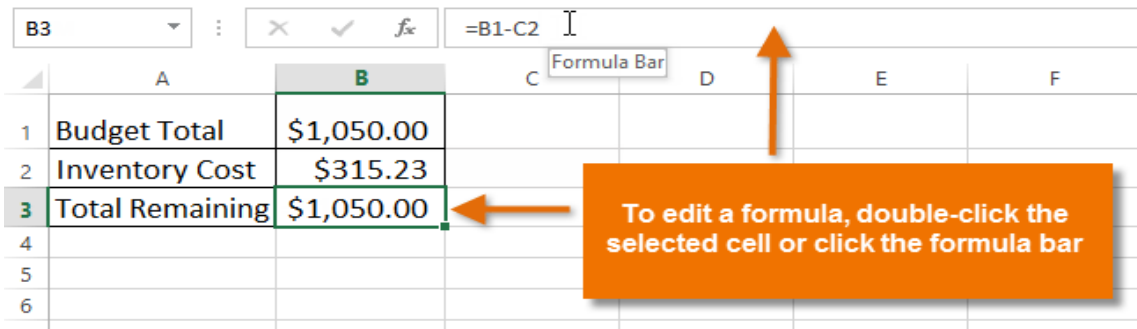 B3 fx =B1-C2
Formula Bar
A B C D E F
1 Budget Total $1,050.00
2 Inventory Cost $315.23
3 Total Remaining $1,050.00
4
5
6
To edit a formula, double-click the
selected cell or click the formula bar